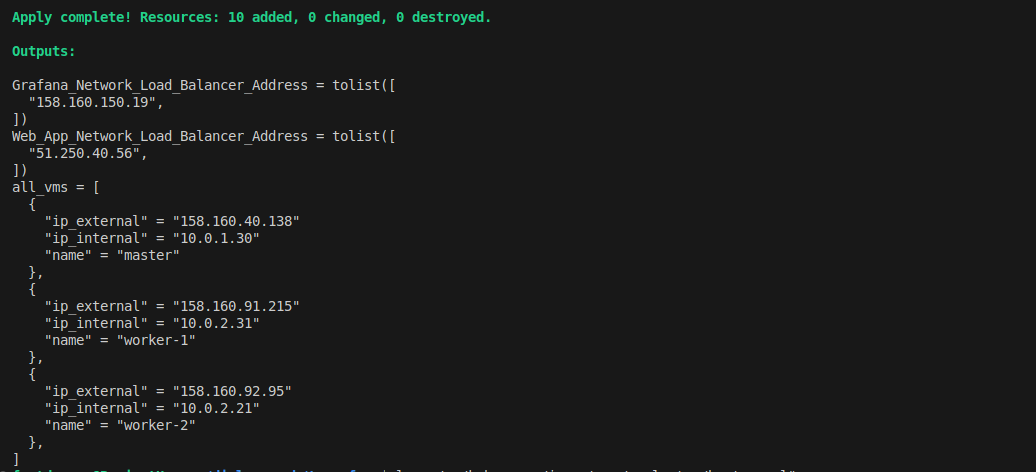 Apply complete! Resources: 10 added, 0 changed, 0 destroyed.
Outputs:
Grafana_Network_Load_Balancer_Address = tolist([
  "158.160.150.19",
])
Web_App_Network_Load_Balancer_Address = tolist([
  "51.250.40.56",
])
all_vms = [
  {
    "ip_external" = "158.160.40.138"
    "ip_internal" = "10.0.1.30"
    "name" = "master"
  },
  {
    "ip_external" = "158.160.91.215"
    "ip_internal" = "10.0.2.31"
    "name" = "worker-1"
  },
  {
    "ip_external" = "158.160.92.95"
    "ip_internal" = "10.0.2.21"
    "name" = "worker-2"
  },
]